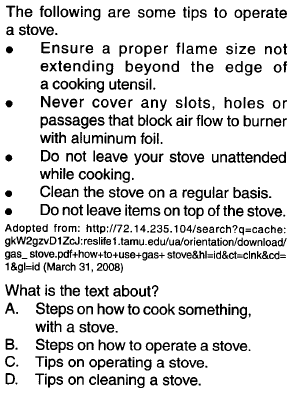 The following are some tips to operate
a stove.
● Ensure a proper flame size not
extending beyond the edge of
a cooking utensil.
● Never cover any slots, holes or
passages that block air flow to burner
with aluminum foil.
● Do not leave your stove unattended
while cooking.
● Clean the stove on a regular basis.
● Do not leave items on top of the stove.
Adopted from: http://72.14.235.104/search?q=cache:
gkW2gzvD1ZcJ:reslife1.tamu.edu/ua/orientation/download/
gas_ stove.pdf+how+to+use+gas+ stove&hl=id&ct=clnk&cd=
1&gl=id (March 31, 2008)
What is the text about?
A. Steps on how to cook something,
with a stove.
B. Steps on how to operate a stove.
C. Tips on operating a stove.
D. Tips on cleaning a stove.